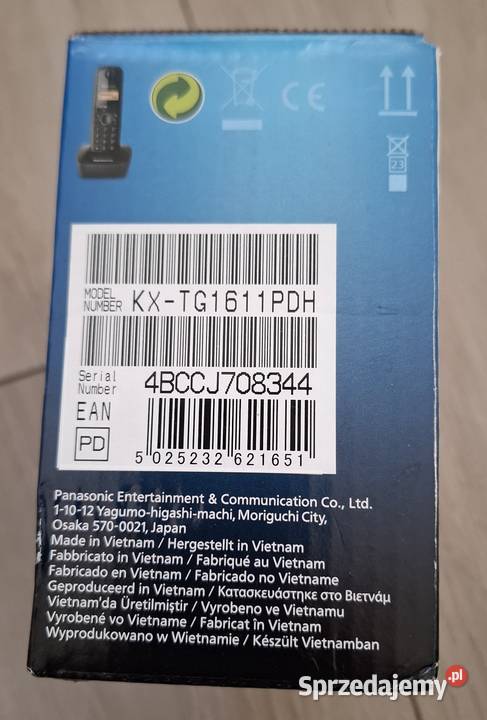 CE
23
MODEL
NUMBER KX-TG1611PDH
Serial
Number 4BCCJ708344
EAN
PD
5 025232 621651
Panasonic Entertainment & Communication Co., Ltd.
1-10-12 Yagumo-higashi-machi, Moriguchi City,
Osaka 570-0021, Japan
Made in Vietnam / Hergestellt in Vietnam
Fabbricato in Vietnam / Fabriqué au Vietnam
Fabricado en Vietnam / Fabricado no Vietname
Geproduceerd in Vietnam / Κατασκευάστηκε στο Βιετνάμ
Vietnam'da Üretilmiştir / Vyrobeno ve Vietnamu
Vyrobené vo Vietname / Fabricat în Vietnam
Wyprodukowano w Wietnamie / Készült Vietnamban
Sprzedajemy.pl